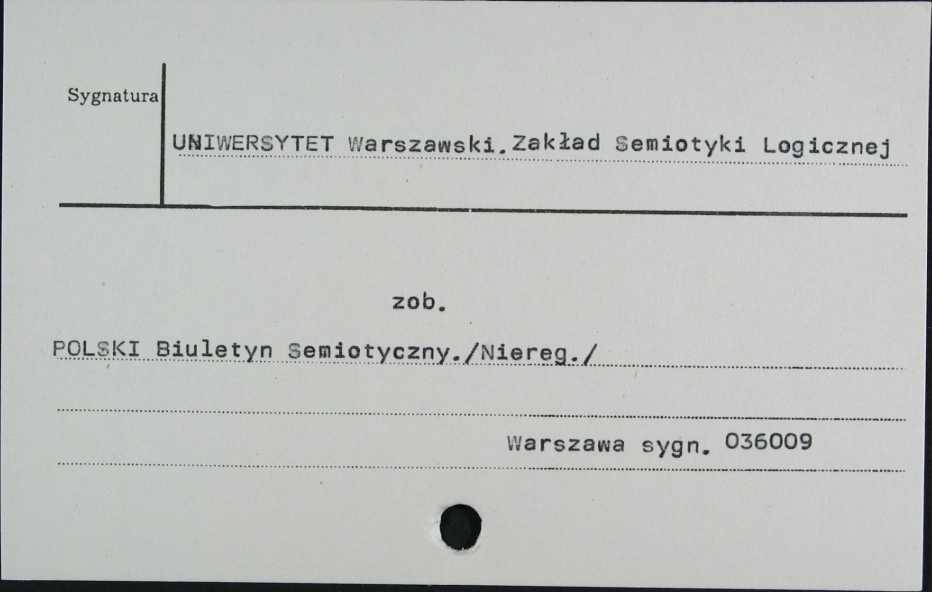 Sygnatura
UNIWERSYTET Warszawski.Zakład Semiotyki Logicznej
zob.
POLSKI Biuletyn Semiotyczny./Niereg./
Warszawa sygn. 036009